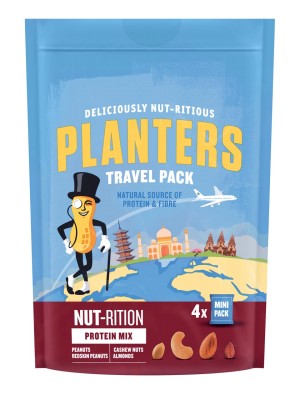 DELICIOUSLY NUT-RITIOUS
PLANTERS
TRAVEL PACK
NATURAL SOURCE OF
PROTEIN & FIBRE
NUT-RITION
PROTEIN MIX
PEANUTS
REDSKIN PEANUTS
CASHEW NUTS
ALMONDS
4x
MINI
PACK